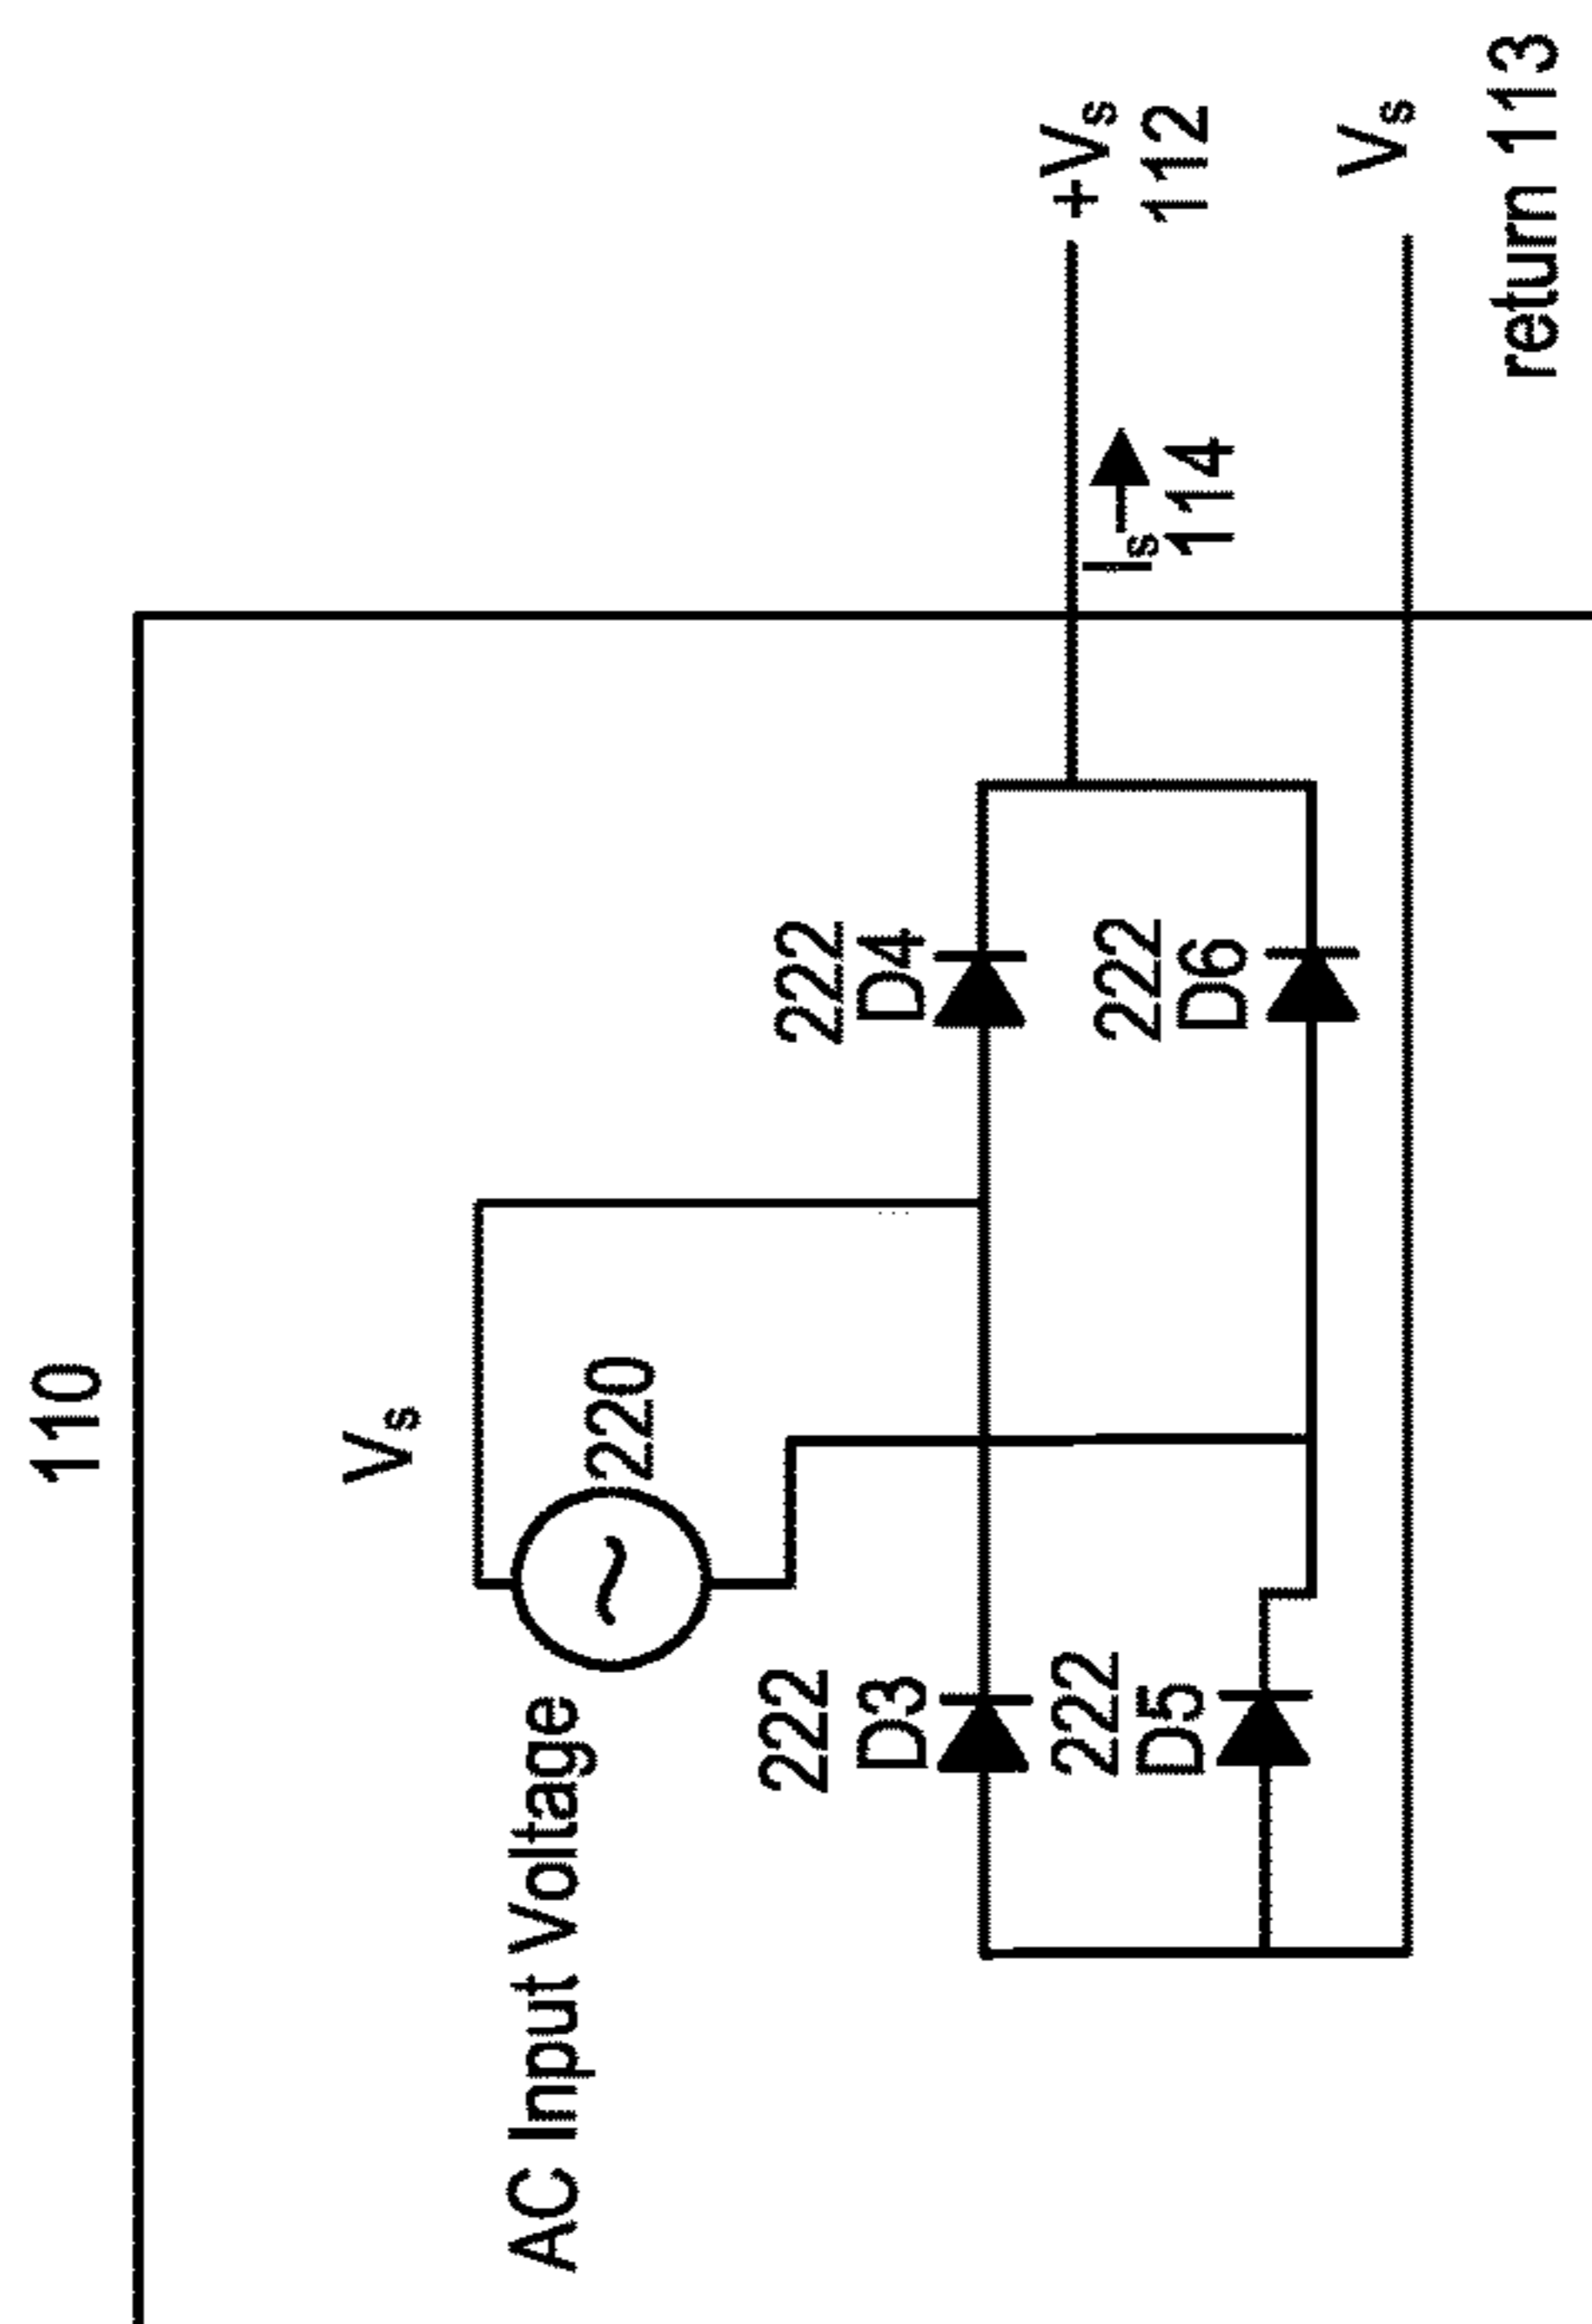 110
Vs
AC Input Voltage
220
222
D3
222
D4
222
D5
222
D6
Is
114
+Vs
112
Vs
return 113